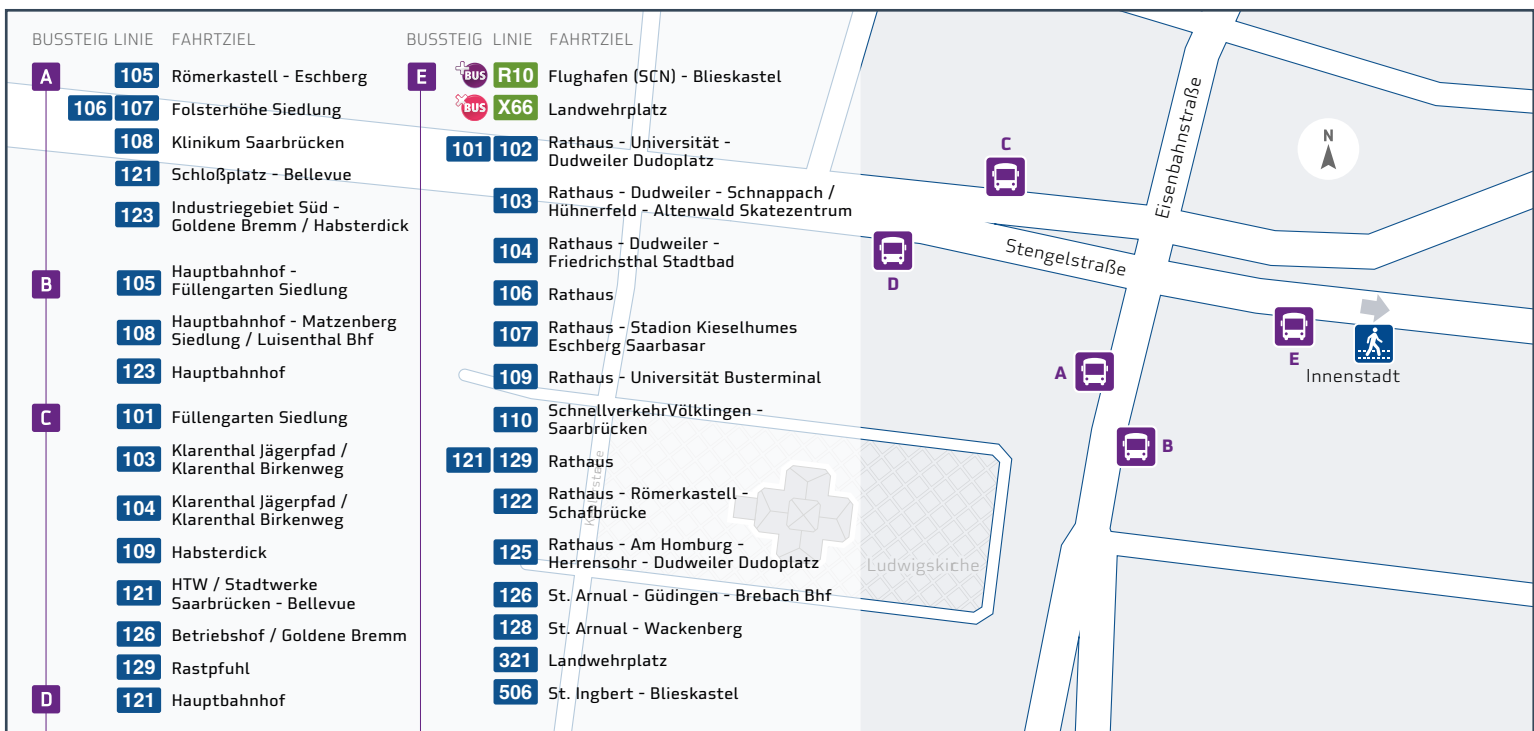 BUSSTEIG LINIE FAHRTZIEL
A
105 Römerkastell - Eschberg
106 107 Folsterhöhe Siedlung
108 Klinikum Saarbrücken
121 Schloßplatz - Bellevue
123 Industriegebiet Süd -
Goldene Bremm / Habsterdick
B
105 Hauptbahnhof -
Füllengarten Siedlung
108 Hauptbahnhof - Matzenberg
Siedlung / Luisenthal Bhf
123 Hauptbahnhof
C
101 Füllengarten Siedlung
103 Klarenthal Jägerpfad /
Klarenthal Birkenweg
104 Klarenthal Jägerpfad /
Klarenthal Birkenweg
109 Habsterdick
121 HTW / Stadtwerke
Saarbrücken - Bellevue
126 Betriebshof / Goldene Bremm
129 Rastpfuhl
D
121 Hauptbahnhof
BUSSTEIG LINIE FAHRTZIEL
E
+BUS R10 Flughafen (SCN) - Blieskastel
×BUS X66 Landwehrplatz
101 102 Rathaus - Universität -
Dudweiler Dudoplatz
103 Rathaus - Dudweiler - Schnappach /
Hühnerfeld - Altenwald Skatezentrum
104 Rathaus - Dudweiler -
Friedrichsthal Stadtbad
106 Rathaus
107 Rathaus - Stadion Kieselhumes
Eschberg Saarbasar
109 Rathaus - Universität Busterminal
110 SchnellverkehrVölklingen -
Saarbrücken
121 129 Rathaus
122 Rathaus - Römerkastell -
Schafbrücke
125 Rathaus - Am Homburg -
Herrensohr - Dudweiler Dudoplatz
126 St. Arnual - Güdingen - Brebach Bhf
128 St. Arnual - Wackenberg
321 Landwehrplatz
506 St. Ingbert - Blieskastel
Eisenbahnstraße
N
C
Stengelstraße
D
E
Innenstadt
A
B
Ludwigskiche